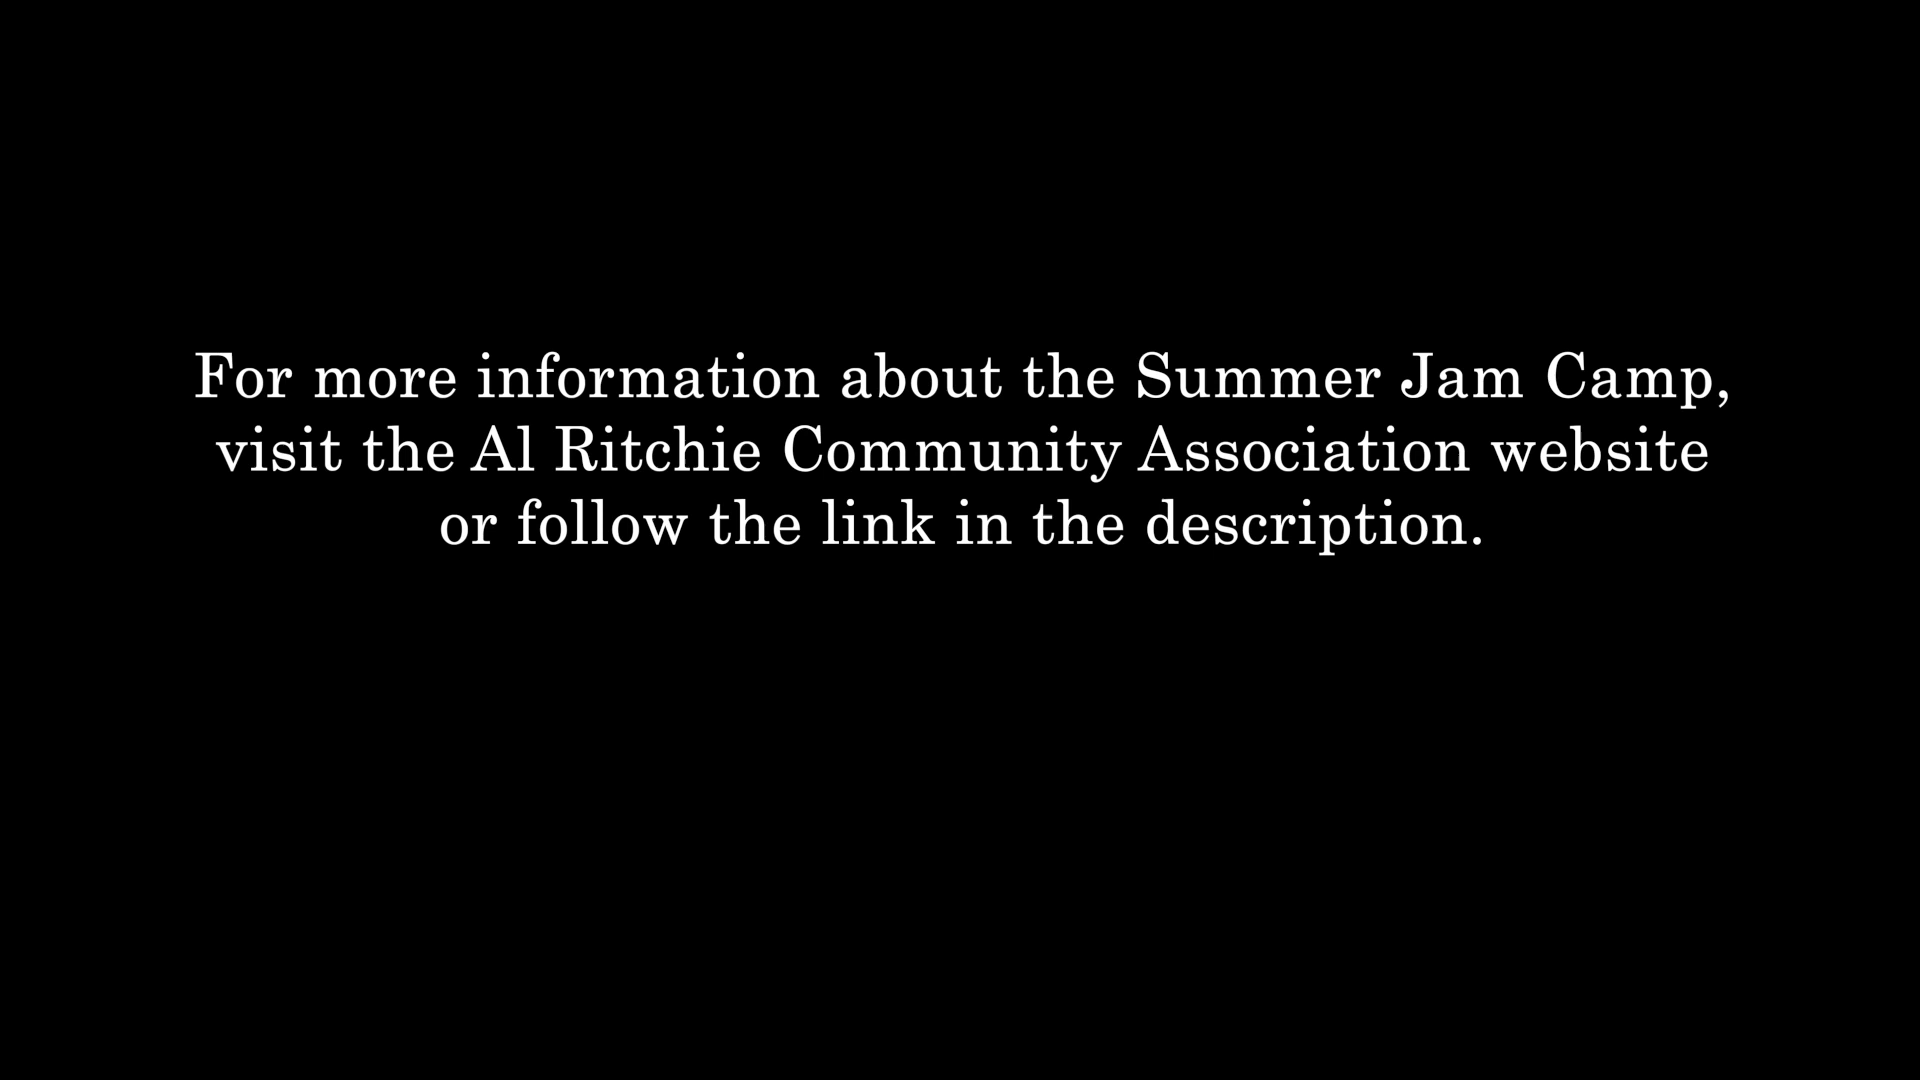 For more information about the Summer Jam Camp,
visit the Al Ritchie Community Association website
or follow the link in the description.